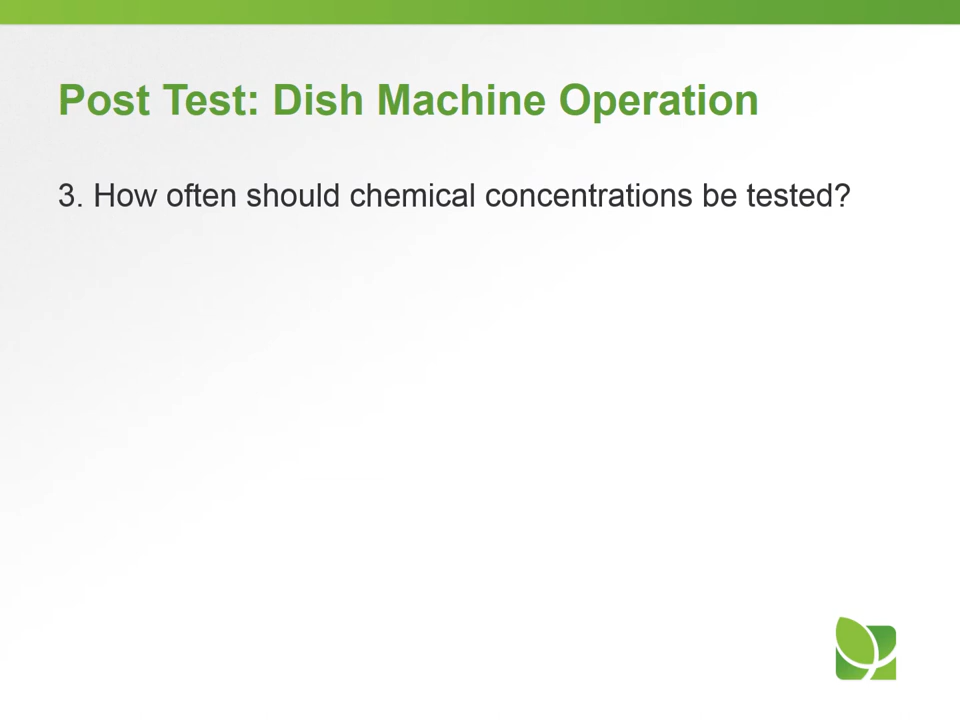 Post Test: Dish Machine Operation
3. How often should chemical concentrations be tested?